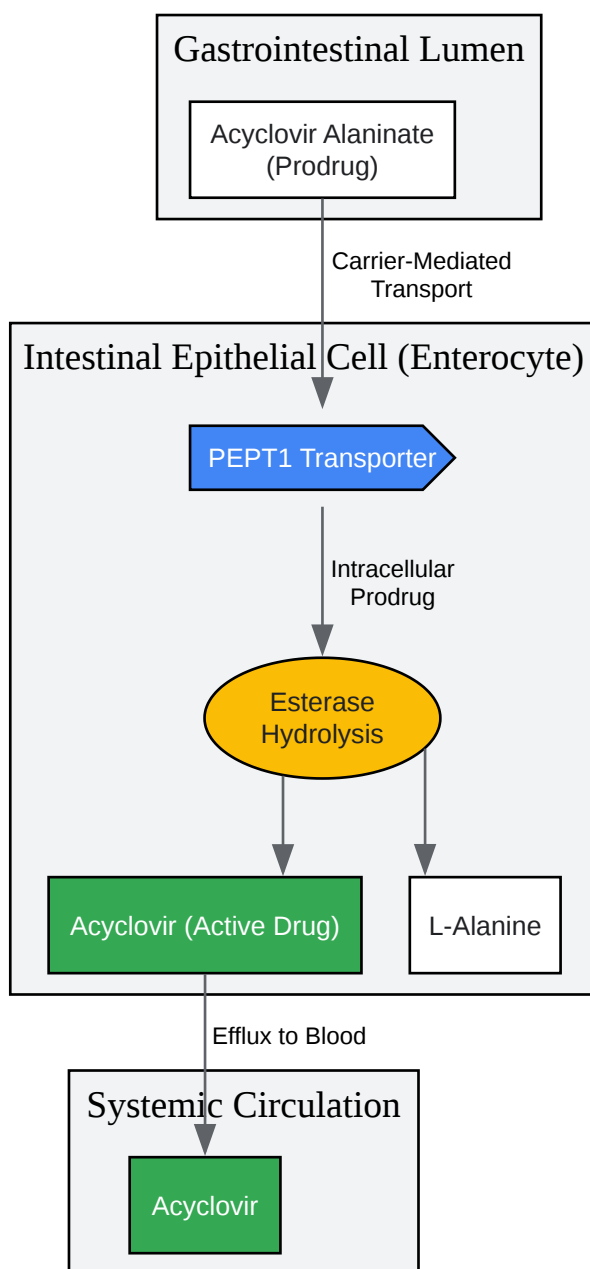 Gastrointestinal Lumen
Acyclovir Alaninate
(Prodrug)
Carrier-Mediated
Transport
Intestinal Epithelial Cell (Enterocyte)
PEPT1 Transporter
Intracellular
Prodrug
Esterase
Hydrolysis
Acyclovir (Active Drug)
L-Alanine
Efflux to Blood
Systemic Circulation
Acyclovir